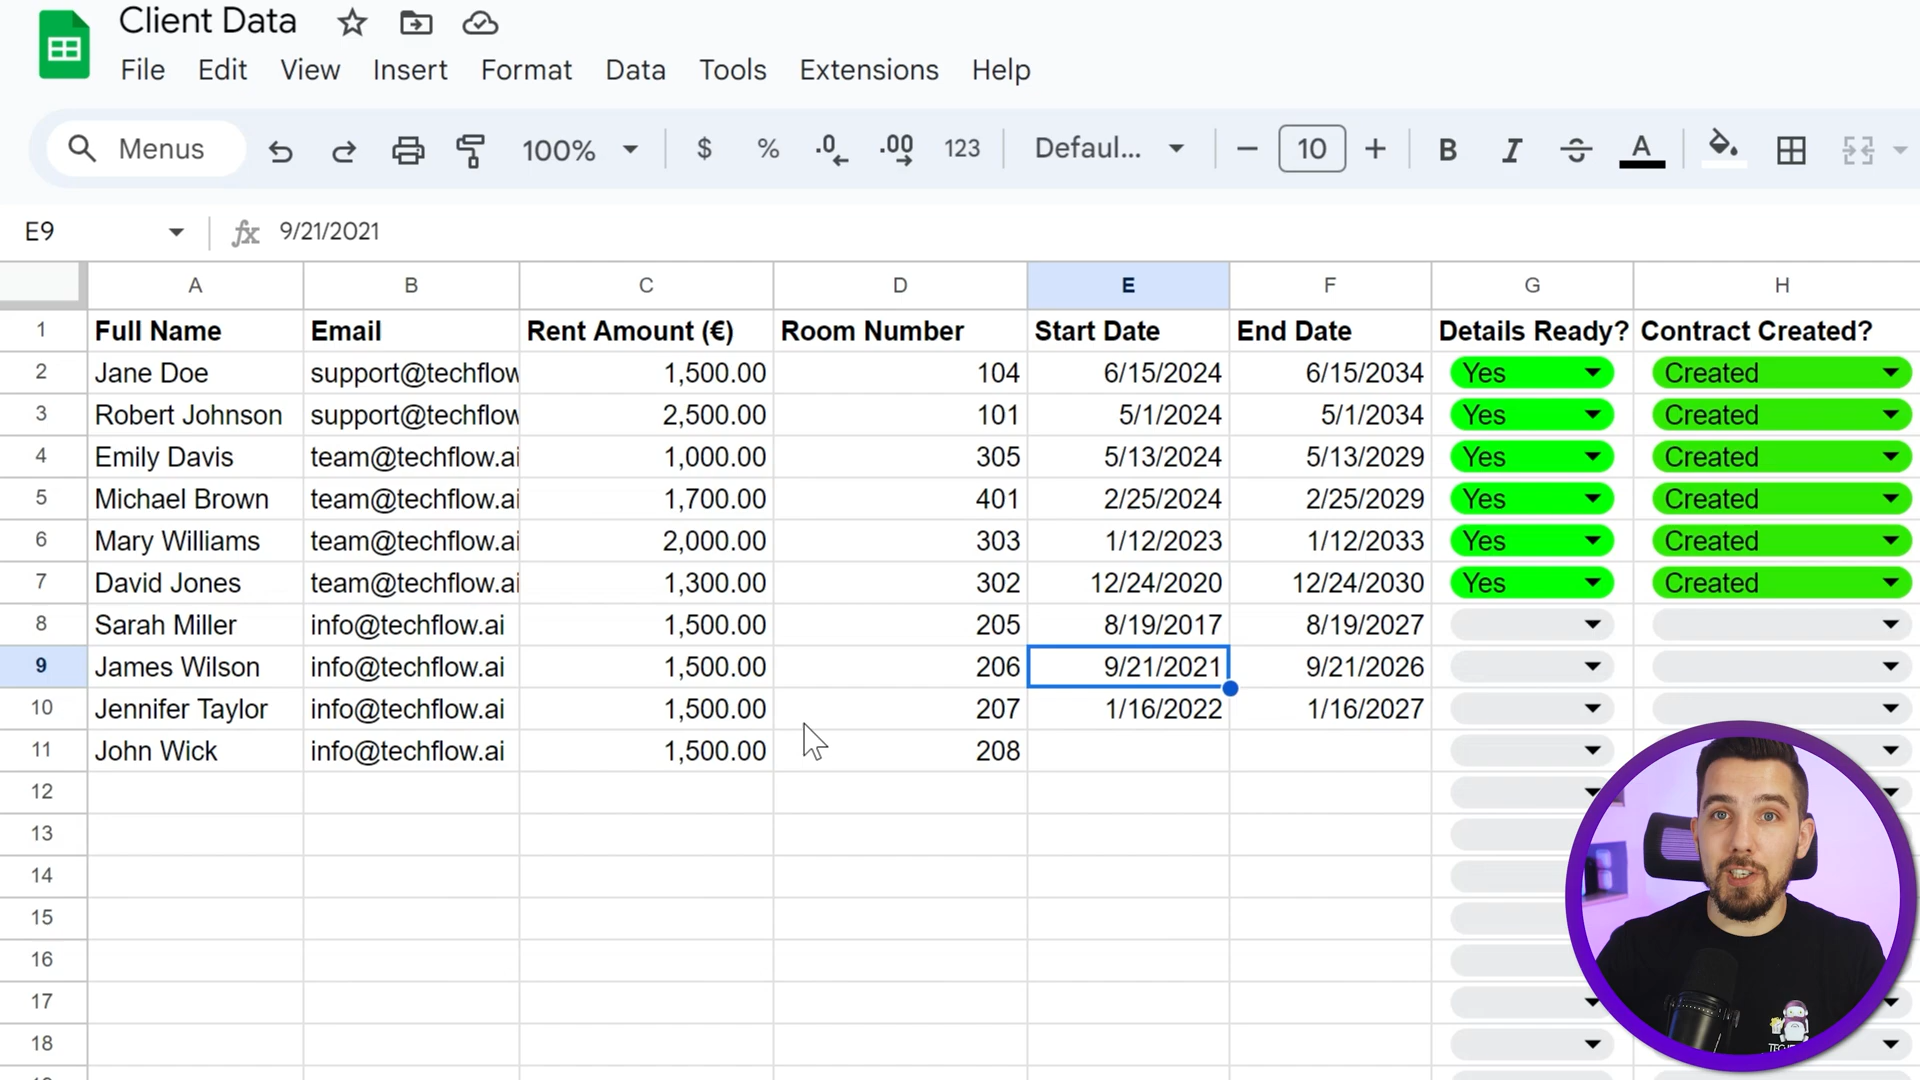 Client Data
File Edit View Insert Format Data Tools Extensions Help
Menus 100% $ % .0 .00 123 Defaul... 10 B I S A
E9 fx 9/21/2021
A B C D E F G H
1 Full Name Email Rent Amount (€) Room Number Start Date End Date Details Ready? Contract Created?
2 Jane Doe support@techflow 1,500.00 104 6/15/2024 6/15/2034 Yes Created
3 Robert Johnson support@techflow 2,500.00 101 5/1/2024 5/1/2034 Yes Created
4 Emily Davis team@techflow.ai 1,000.00 305 5/13/2024 5/13/2029 Yes Created
5 Michael Brown team@techflow.ai 1,700.00 401 2/25/2024 2/25/2029 Yes Created
6 Mary Williams team@techflow.ai 2,000.00 303 1/12/2023 1/12/2033 Yes Created
7 David Jones team@techflow.ai 1,300.00 302 12/24/2020 12/24/2030 Yes Created
8 Sarah Miller info@techflow.ai 1,500.00 205 8/19/2017 8/19/2027
9 James Wilson info@techflow.ai 1,500.00 206 9/21/2021 9/21/2026
10 Jennifer Taylor info@techflow.ai 1,500.00 207 1/16/2022 1/16/2027
11 John Wick info@techflow.ai 1,500.00 208
12
13
14
15
16
17
18